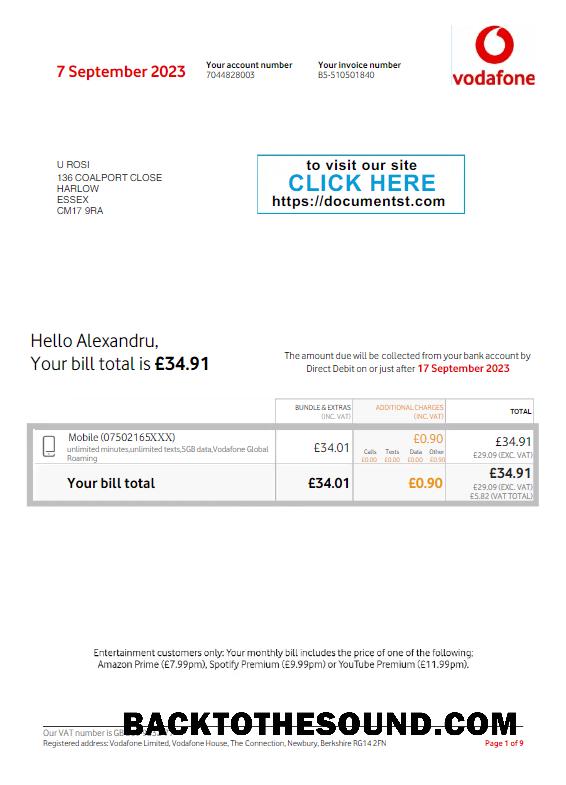 vodafone
7 September 2023
Your account number
7044828003
Your invoice number
B5-510501840
U ROSI
136 COALPORT CLOSE
HARLOW
ESSEX
CM17 9RA
to visit our site
CLICK HERE
https://documentst.com
Hello Alexandru,
Your bill total is £34.91
The amount due will be collected from your bank account by
Direct Debit on or just after 17 September 2023
BUNDLE & EXTRAS
(INC. VAT)
ADDITIONAL CHARGES
(INC. VAT)
TOTAL
Mobile (07502165XXX)
unlimited minutes,unlimited texts,5GB data,Vodafone Global
Roaming
£34.01
£0.90
Calls Texts Data Other
£0.00 £0.00 £0.00 £0.90
£34.91
£29.09 (EXC. VAT)
Your bill total
£34.01
£0.90
£34.91
£29.09 (EXC. VAT)
£5.82 (VAT TOTAL)
Entertainment customers only: Your monthly bill includes the price of one of the following:
Amazon Prime (£7.99pm), Spotify Premium (£9.99pm) or YouTube Premium (£11.99pm).
BACKTOTHESOUND.COM
Our VAT number is GB
Registered address: Vodafone Limited, Vodafone House, The Connection, Newbury, Berkshire RG14 2FN
Page 1 of 9